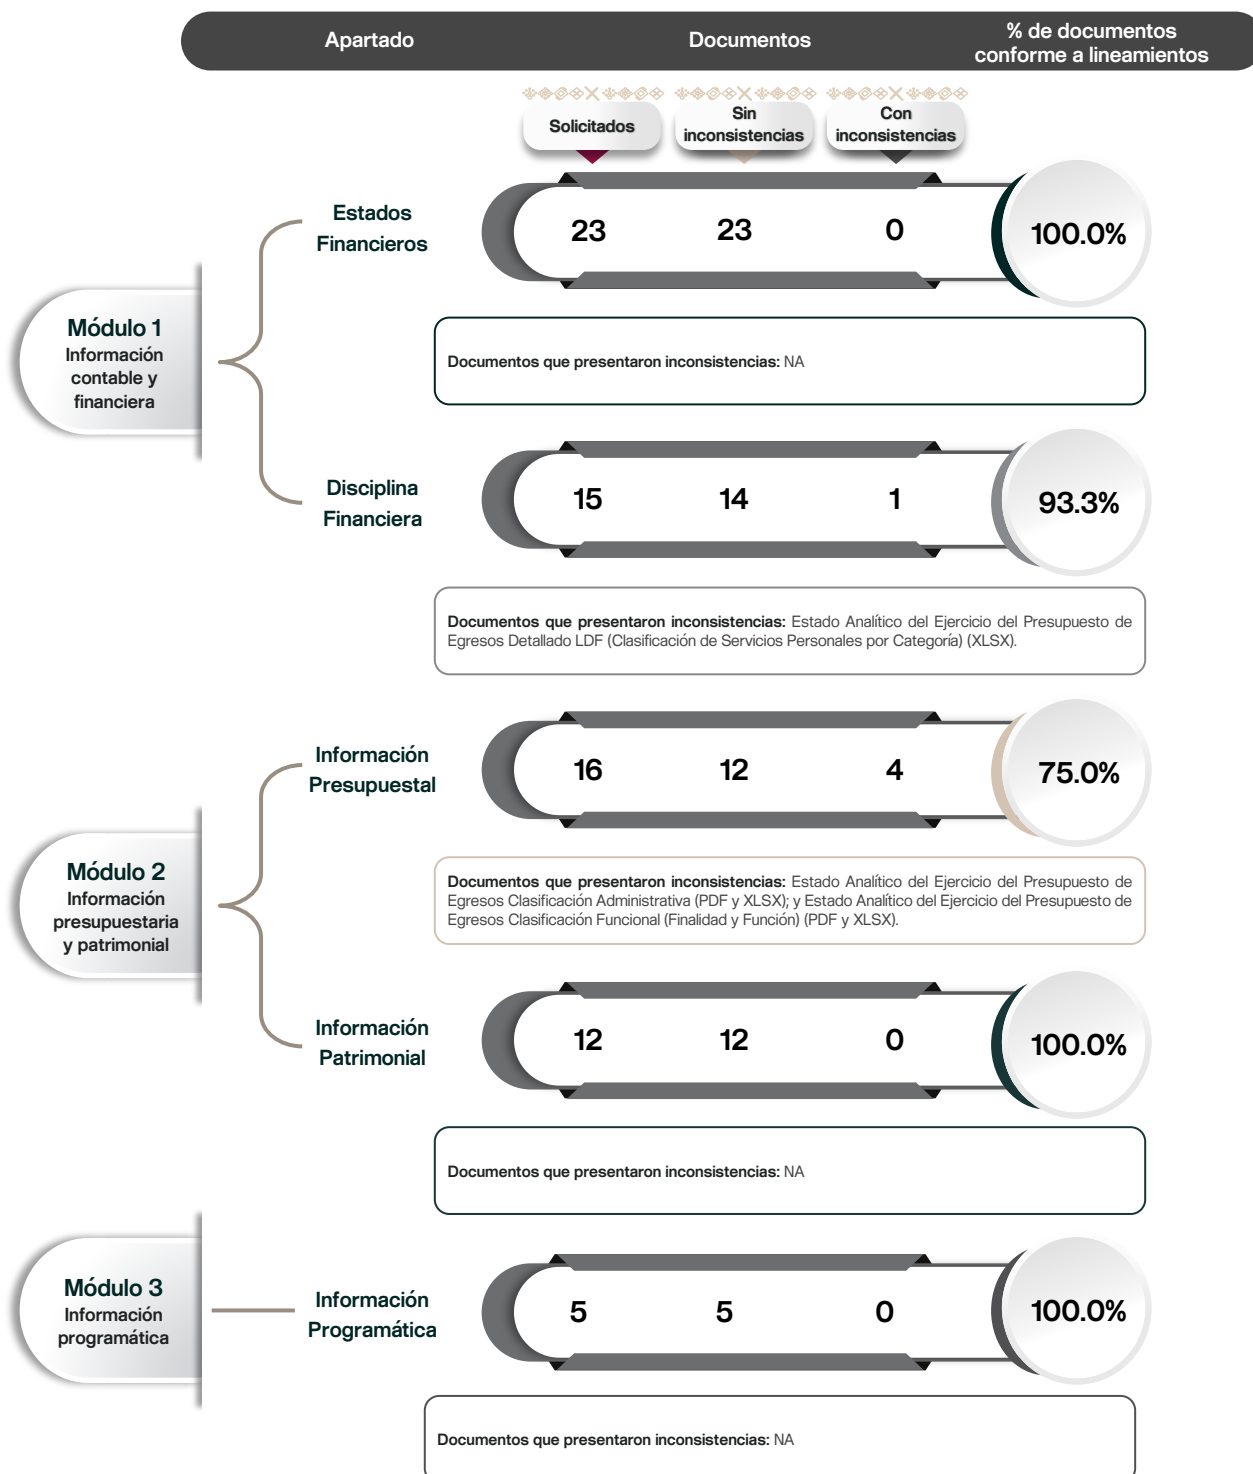 Apartado
Documentos
% de documentos
conforme a lineamientos
Solicitados
Sin
inconsistencias
Con
inconsistencias
Módulo 1
Información
contable y
financiera
Estados
Financieros
23
23
0
100.0%
Documentos que presentaron inconsistencias: NA
Disciplina
Financiera
15
14
1
93.3%
Documentos que presentaron inconsistencias: Estado Analítico del Ejercicio del Presupuesto de
Egresos Detallado LDF (Clasificación de Servicios Personales por Categoría) (XLSX).
Módulo 2
Información
presupuestaria
y patrimonial
Información
Presupuestal
16
12
4
75.0%
Documentos que presentaron inconsistencias: Estado Analítico del Ejercicio del Presupuesto de
Egresos Clasificación Administrativa (PDF y XLSX); y Estado Analítico del Ejercicio del Presupuesto de
Egresos Clasificación Funcional (Finalidad y Función) (PDF y XLSX).
Información
Patrimonial
12
12
0
100.0%
Documentos que presentaron inconsistencias: NA
Módulo 3
Información
programática
Información
Programática
5
5
0
100.0%
Documentos que presentaron inconsistencias: NA